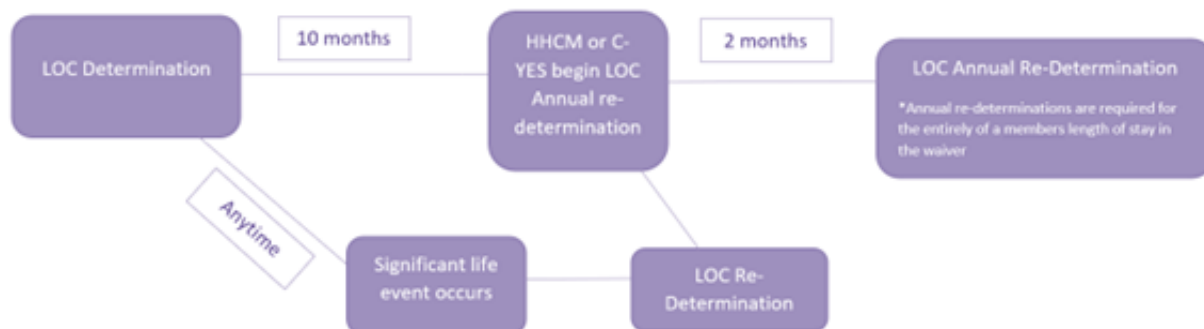 LOC Determination
10 months
HHCM or C-
YES begin LOC
Annual re-
determination
2 months
LOC Annual Re-Determination
*Annual re-determinations are required for
the entirely of a members length of stay in
the waiver
Anytime
Significant life
event occurs
LOC Re-
Determination